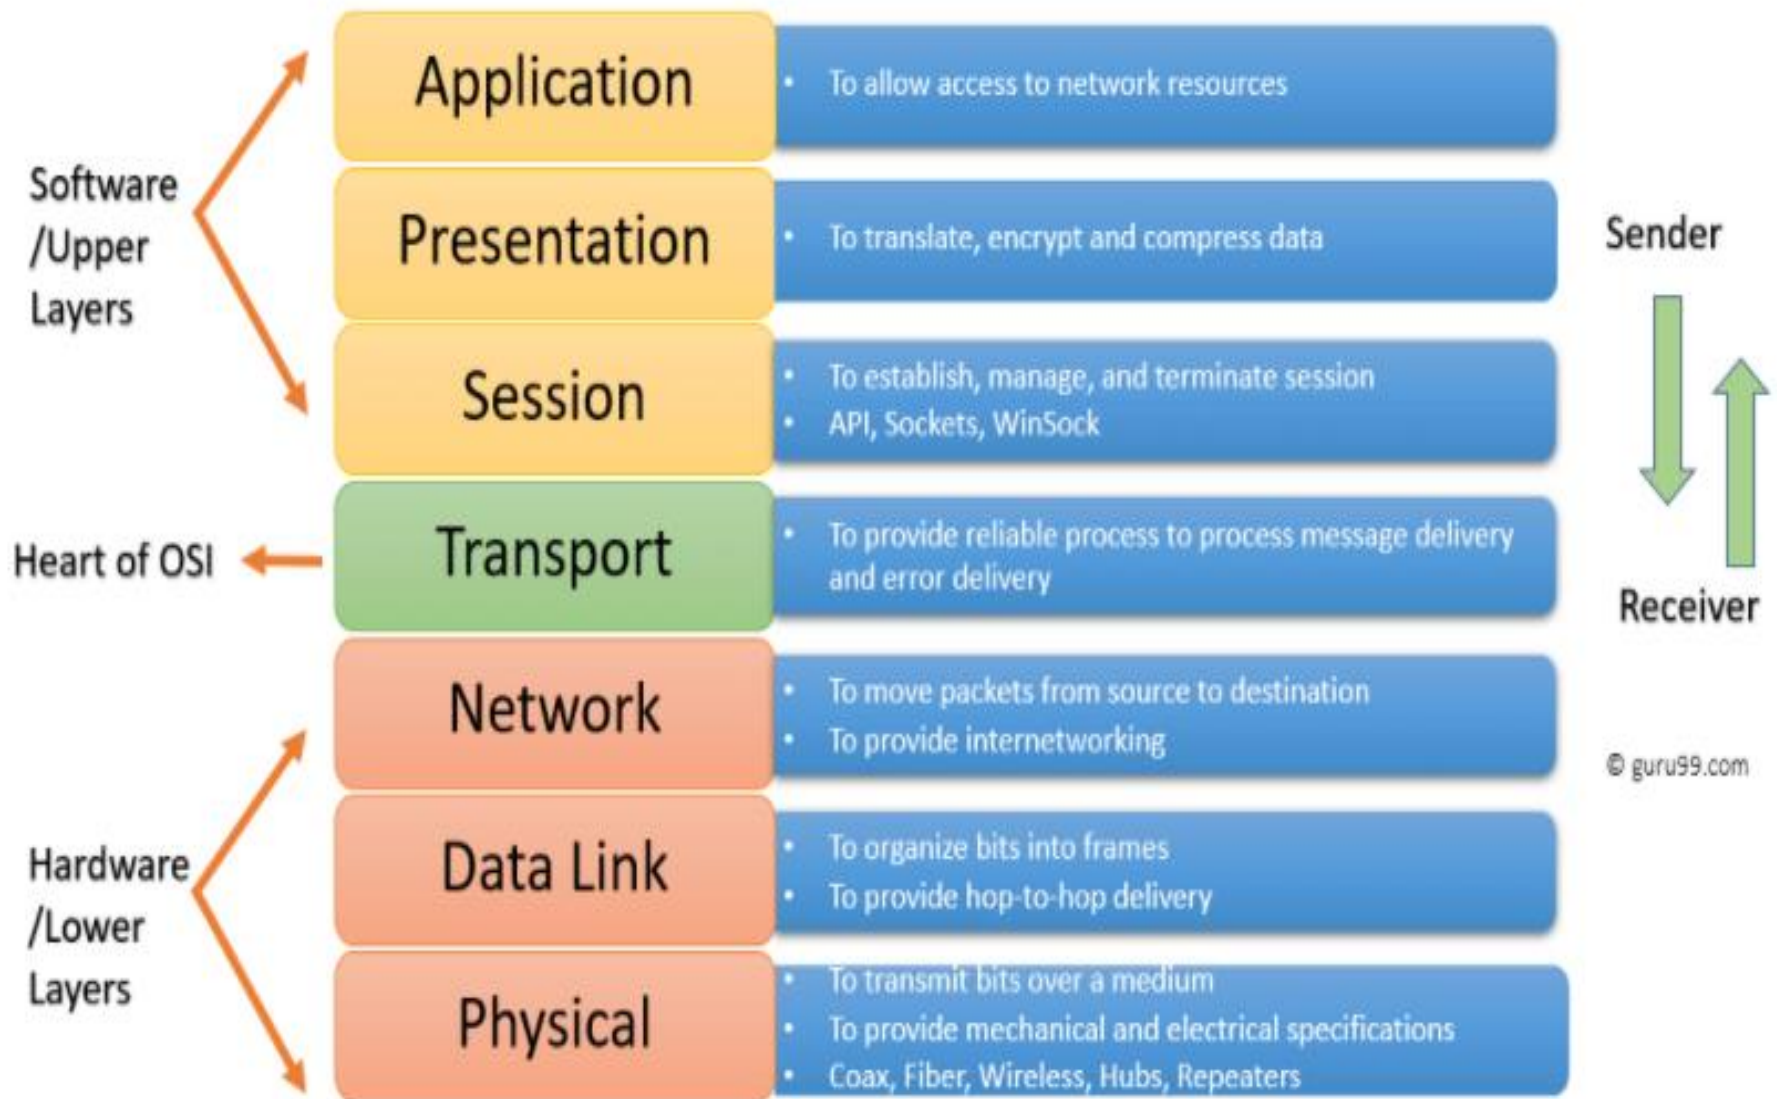 Application
• To allow access to network resources
Software
/Upper
Layers
Presentation
• To translate, encrypt and compress data
Sender
Session
• To establish, manage, and terminate session
• API, Sockets, WinSock
Heart of OSI
Transport
• To provide reliable process to process message delivery
and error delivery
Receiver
Network
• To move packets from source to destination
• To provide internetworking
© guru99.com
Hardware
/Lower
Layers
Data Link
• To organize bits into frames
• To provide hop-to-hop delivery
Physical
• To transmit bits over a medium
• To provide mechanical and electrical specifications
• Coax, Fiber, Wireless, Hubs, Repeaters